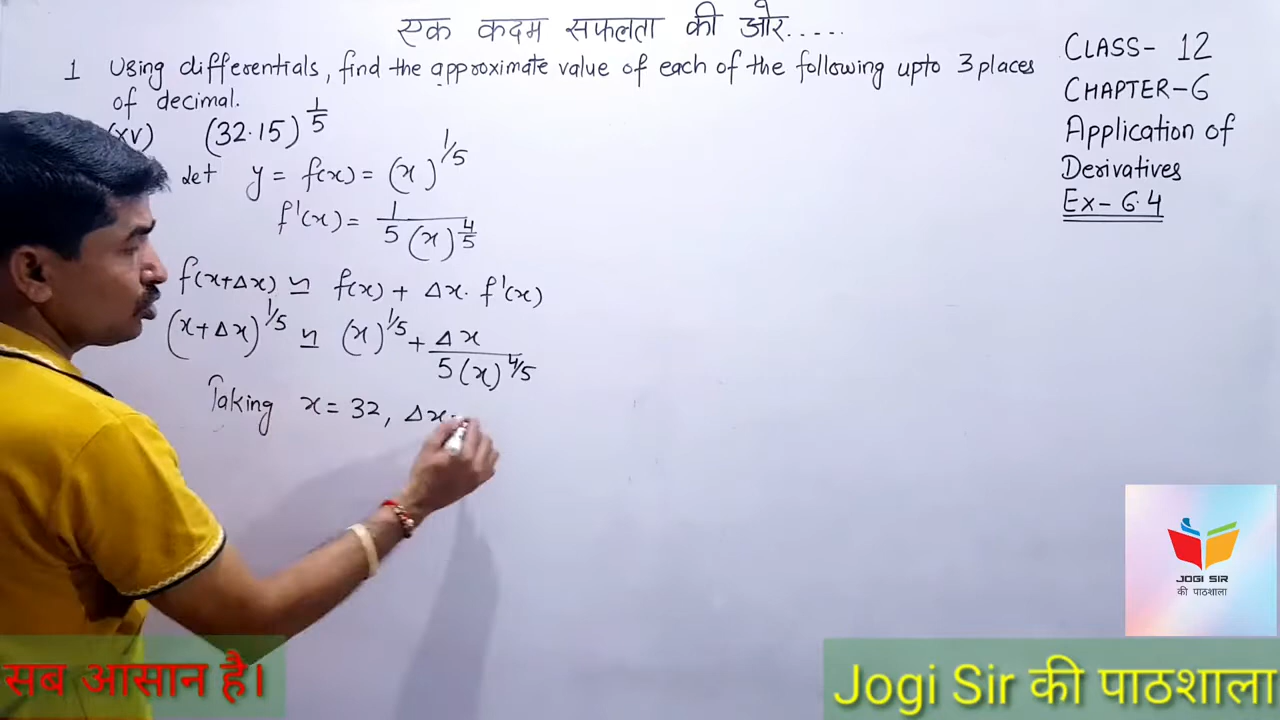 एक कदम सफलता की ओर.....
1 Using differentials, find the approximate value of each of the following upto 3 places
of decimal.
(xv) (32.15)^1/5
Let y = f(x) = (x)^1/5
f'(x) = 1/5(x)^4/5
f(x+Δx) ≃ f(x) + Δx. f'(x)
(x+Δx)^1/5 ≃ (x)^1/5 + Δx/5(x)^4/5
Taking x = 32, Δx
CLASS- 12
CHAPTER-6
Application of
Derivatives
Ex- 6.4
JOGI SIR
की पाठशाला
सब आसान है।
Jogi Sir की पाठशाला